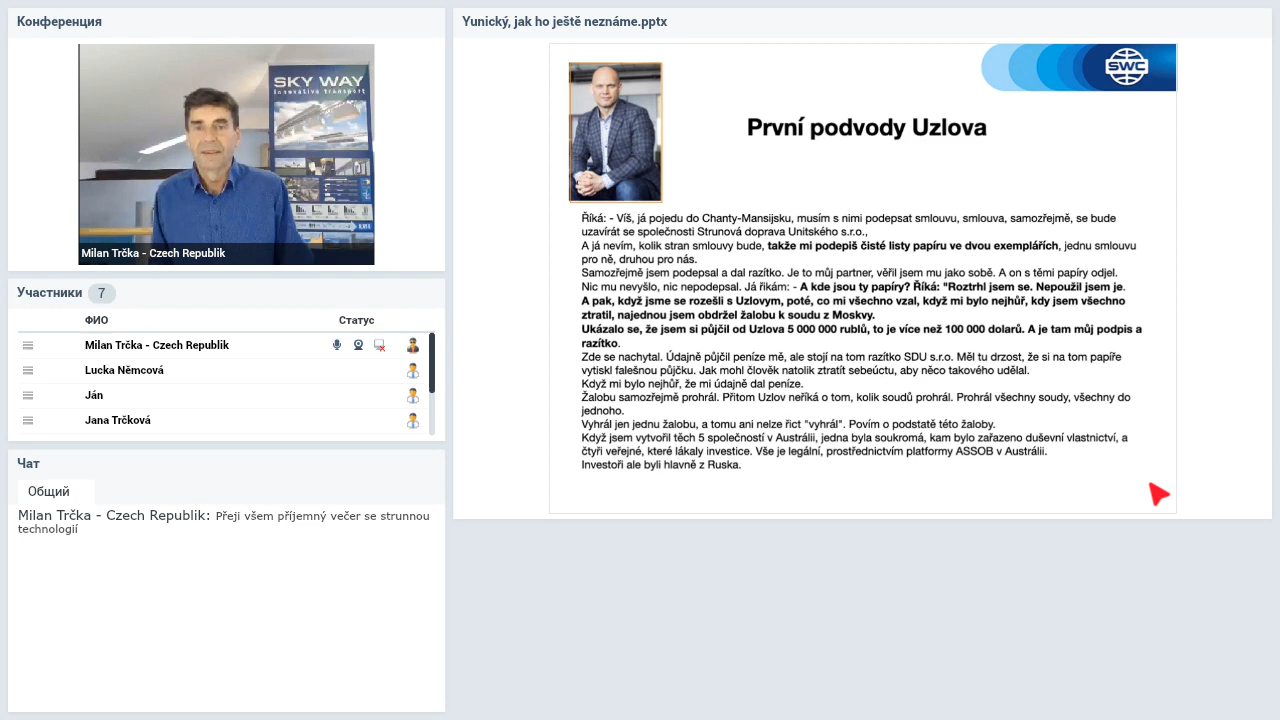 Конференция
SKY WAY
Innovative Transport
Milan Trčka - Czech Republik
Участники 7
ФИО Статус
Milan Trčka - Czech Republik
Lucka Němcová
Ján
Jana Trčková
Чат
Общий
Milan Trčka - Czech Republik: Přeji všem příjemný večer se strunnou
technologií
Yunický, jak ho ještě neznáme.pptx
SWC
První podvody Uzlova
Říká: - Víš, já pojedu do Chanty-Mansijsku, musím s nimi podepsat smlouvu, smlouva, samozřejmě, se bude
uzavírát se společnosti Strunová doprava Unitského s.r.o.,
A já nevím, kolik stran smlouvy bude, takže mi podepiš čisté listy papíru ve dvou exemplářích, jednu smlouvu
pro ně, druhou pro nás.
Samozřejmě jsem podepsal a dal razítko. Je to můj partner, věřil jsem mu jako sobě. A on s těmi papíry odjel.
Nic mu nevyšlo, nic nepodepsal. Já řikám: - A kde jsou ty papíry? Říká: "Roztrhl jsem se. Nepoužil jsem je.
A pak, když jsme se rozešli s Uzlovym, poté, co mi všechno vzal, když mi bylo nejhůř, kdy jsem všechno
ztratil, najednou jsem obdržel žalobu k soudu z Moskvy.
Ukázalo se, že jsem si půjčil od Uzlova 5 000 000 rublů, to je více než 100 000 dolarů. A je tam můj podpis a
razítko.
Zde se nachytal. Údajně půjčil peníze mě, ale stojí na tom razítko SDU s.r.o. Měl tu drzost, že si na tom papíře
vytiskl falešnou půjčku. Jak mohl člověk natolik ztratít sebeúctu, aby něco takového udělal.
Když mi bylo nejhůř, že mi údajně dal peníze.
Žalobu samozřejmě prohrál. Přitom Uzlov neříká o tom, kolik soudů prohrál. Prohrál všechny soudy, všechny do
jednoho.
Vyhrál jen jednu žalobu, a tomu ani nelze řict "vyhrál". Povím o podstatě této žaloby.
Když jsem vytvořil těch 5 společností v Austrálii, jedna byla soukromá, kam bylo zařazeno duševní vlastnictví, a
čtyři veřejné, které lákaly investice. Vše je legální, prostřednictvím platformy ASSOB v Austrálii.
Investoři ale byli hlavně z Ruska.